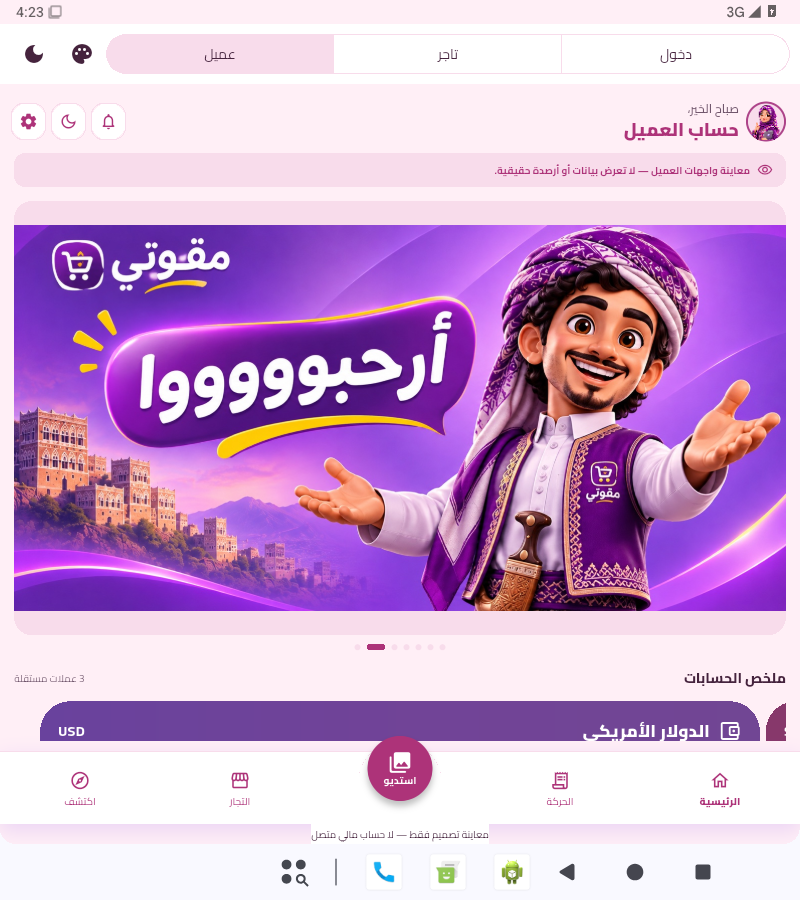 4:23
3G
دخول
تاجر
عميل
صباح الخير،
حساب العميل
معاينة واجهات العميل — لا تعرض بيانات أو أرصدة حقيقية.
مقوتي
أرحبوووووا
مقوتي
ملخص الحسابات
3 عملات مستقلة
الدولار الأمريكي
USD
الرئيسية
الحركة
استديو
التجار
اكتشف
معاينة تصميم فقط — لا حساب مالي متصل